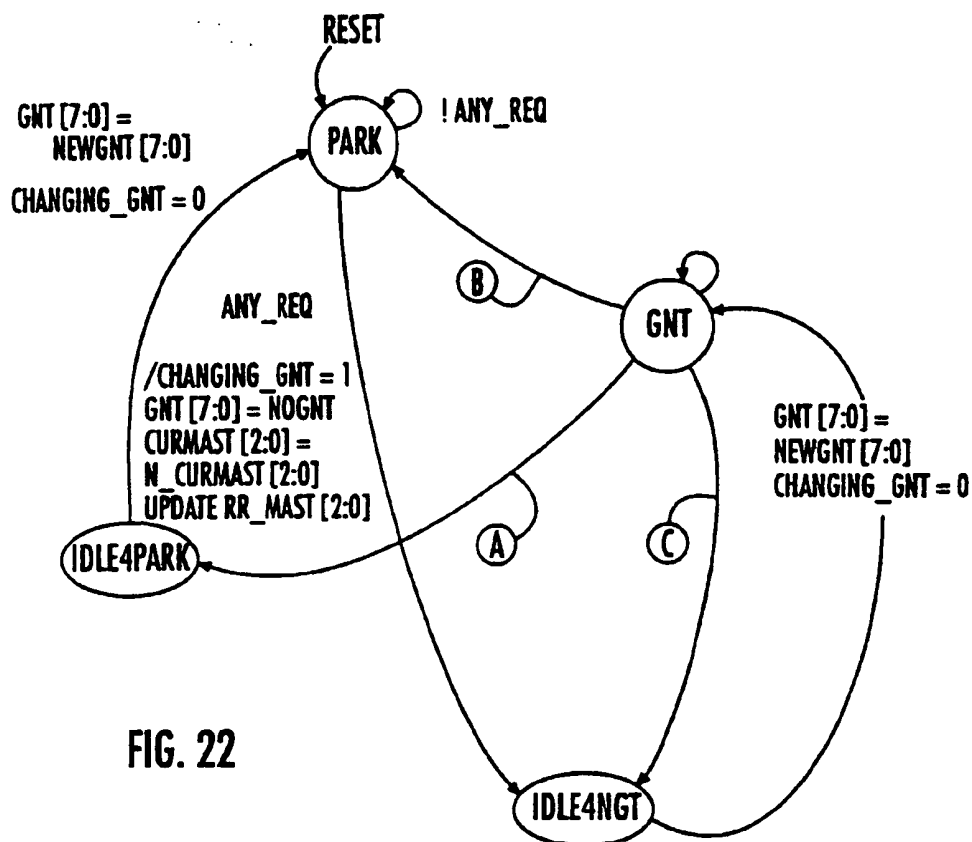 RESET
GNT [7:0] =
NEWGNT [7:0]
CHANGING_GNT = 0
PARK
! ANY_REQ
B
GNT
ANY_REQ
/CHANGING_GNT = 1
GNT [7:0] = NOGNT
CURMAST [2:0] =
N_CURMAST [2:0]
UPDATE RR_MAST [2:0]
GNT [7:0] =
NEWGNT [7:0]
CHANGING_GNT = 0
IDLE4PARK
A
C
FIG. 22
IDLE4NGT